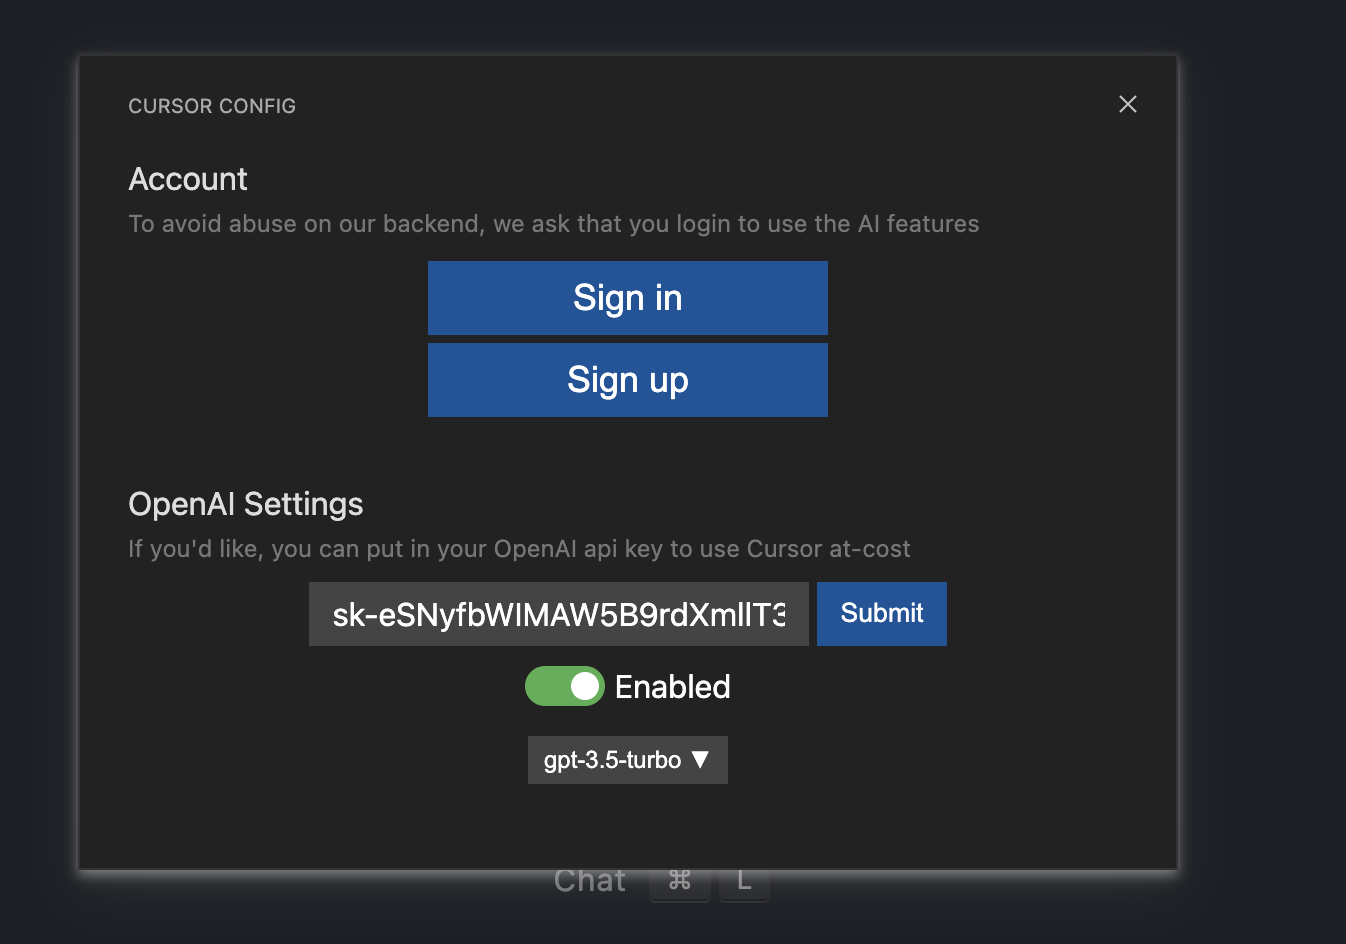 CURSOR CONFIG
Account
To avoid abuse on our backend, we ask that you login to use the AI features
Sign in
Sign up
OpenAI Settings
If you'd like, you can put in your OpenAI api key to use Cursor at-cost
Submit
Enabled
gpt-3.5-turbo ▼
Chat ⌘ L